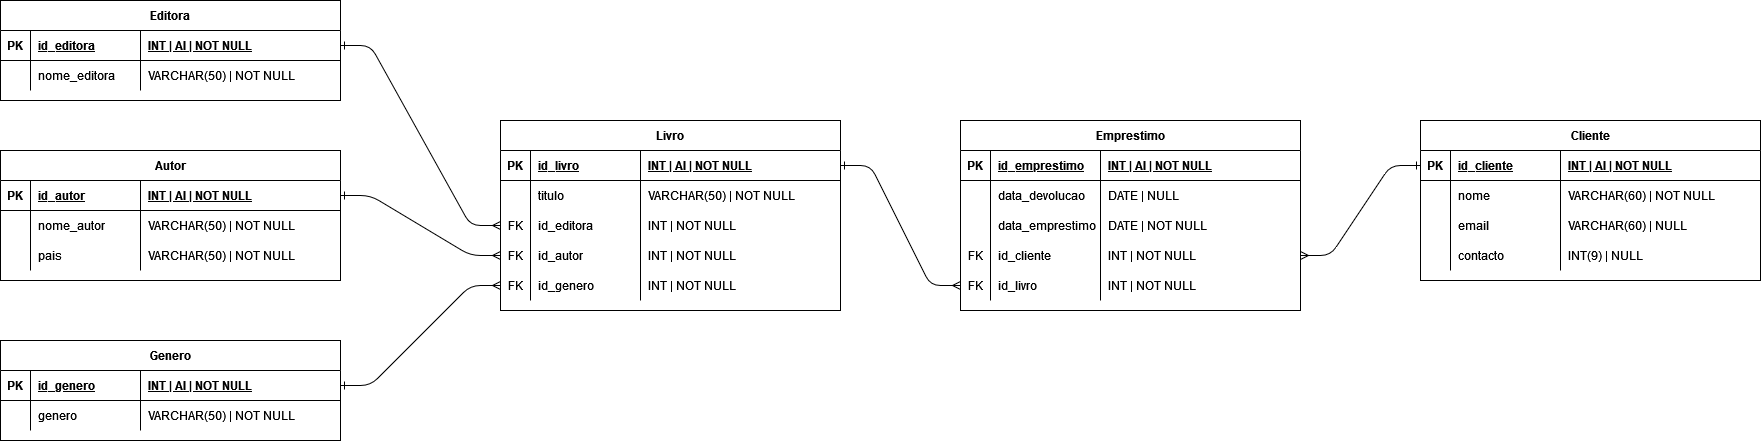 Editora
PK id_editora INT | AI | NOT NULL
nome_editora VARCHAR(50) | NOT NULL
Autor
PK id_autor INT | AI | NOT NULL
nome_autor VARCHAR(50) | NOT NULL
pais VARCHAR(50) | NOT NULL
Genero
PK id_genero INT | AI | NOT NULL
genero VARCHAR(50) | NOT NULL
Livro
PK id_livro INT | AI | NOT NULL
titulo VARCHAR(50) | NOT NULL
FK id_editora INT | NOT NULL
FK id_autor INT | NOT NULL
FK id_genero INT | NOT NULL
Emprestimo
PK id_emprestimo INT | AI | NOT NULL
data_devolucao DATE | NULL
data_emprestimo DATE | NOT NULL
FK id_cliente INT | NOT NULL
FK id_livro INT | NOT NULL
Cliente
PK id_cliente INT | AI | NOT NULL
nome VARCHAR(60) | NOT NULL
email VARCHAR(60) | NULL
contacto INT(9) | NULL